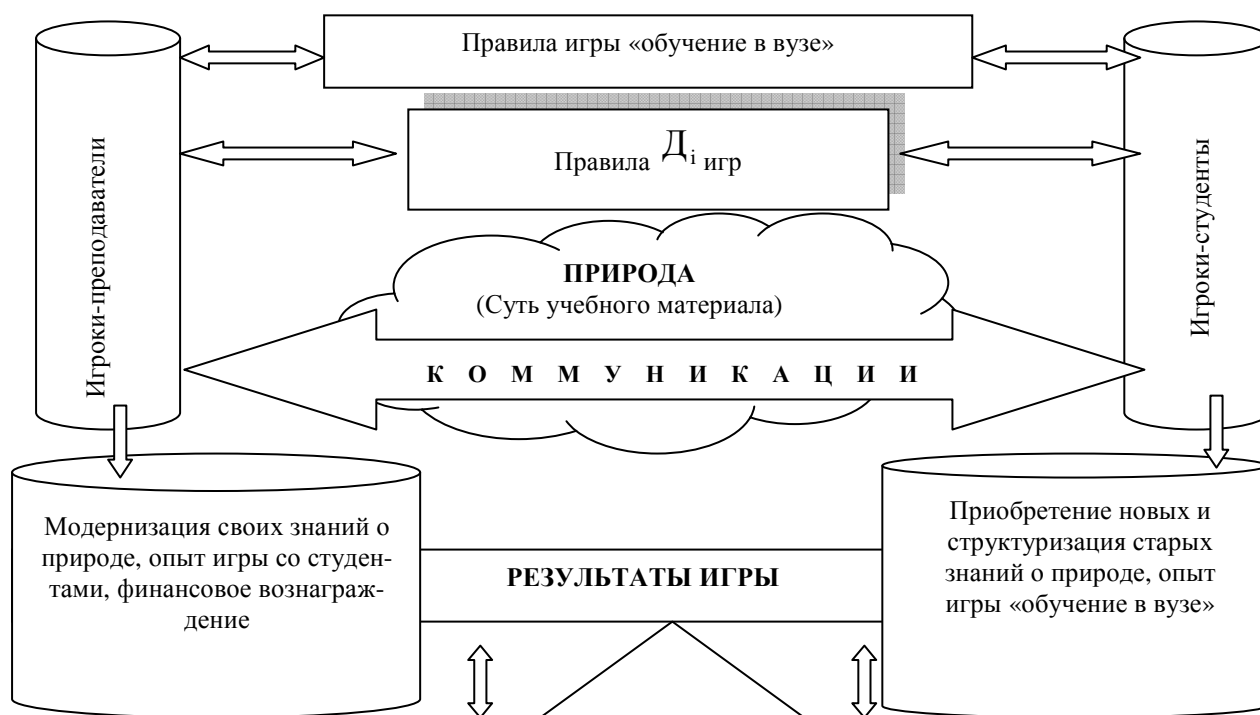 Правила игры «обучение в вузе»
Игроки-преподаватели
Правила Дi игр
Игроки-студенты
ПРИРОДА
(Суть учебного материала)
К О М М У Н И К А Ц И И
Модернизация своих знаний о
природе, опыт игры со студен-
тами, финансовое вознаграж-
дение
РЕЗУЛЬТАТЫ ИГРЫ
Приобретение новых и
структуризация старых
знаний о природе, опыт
игры «обучение в вузе»